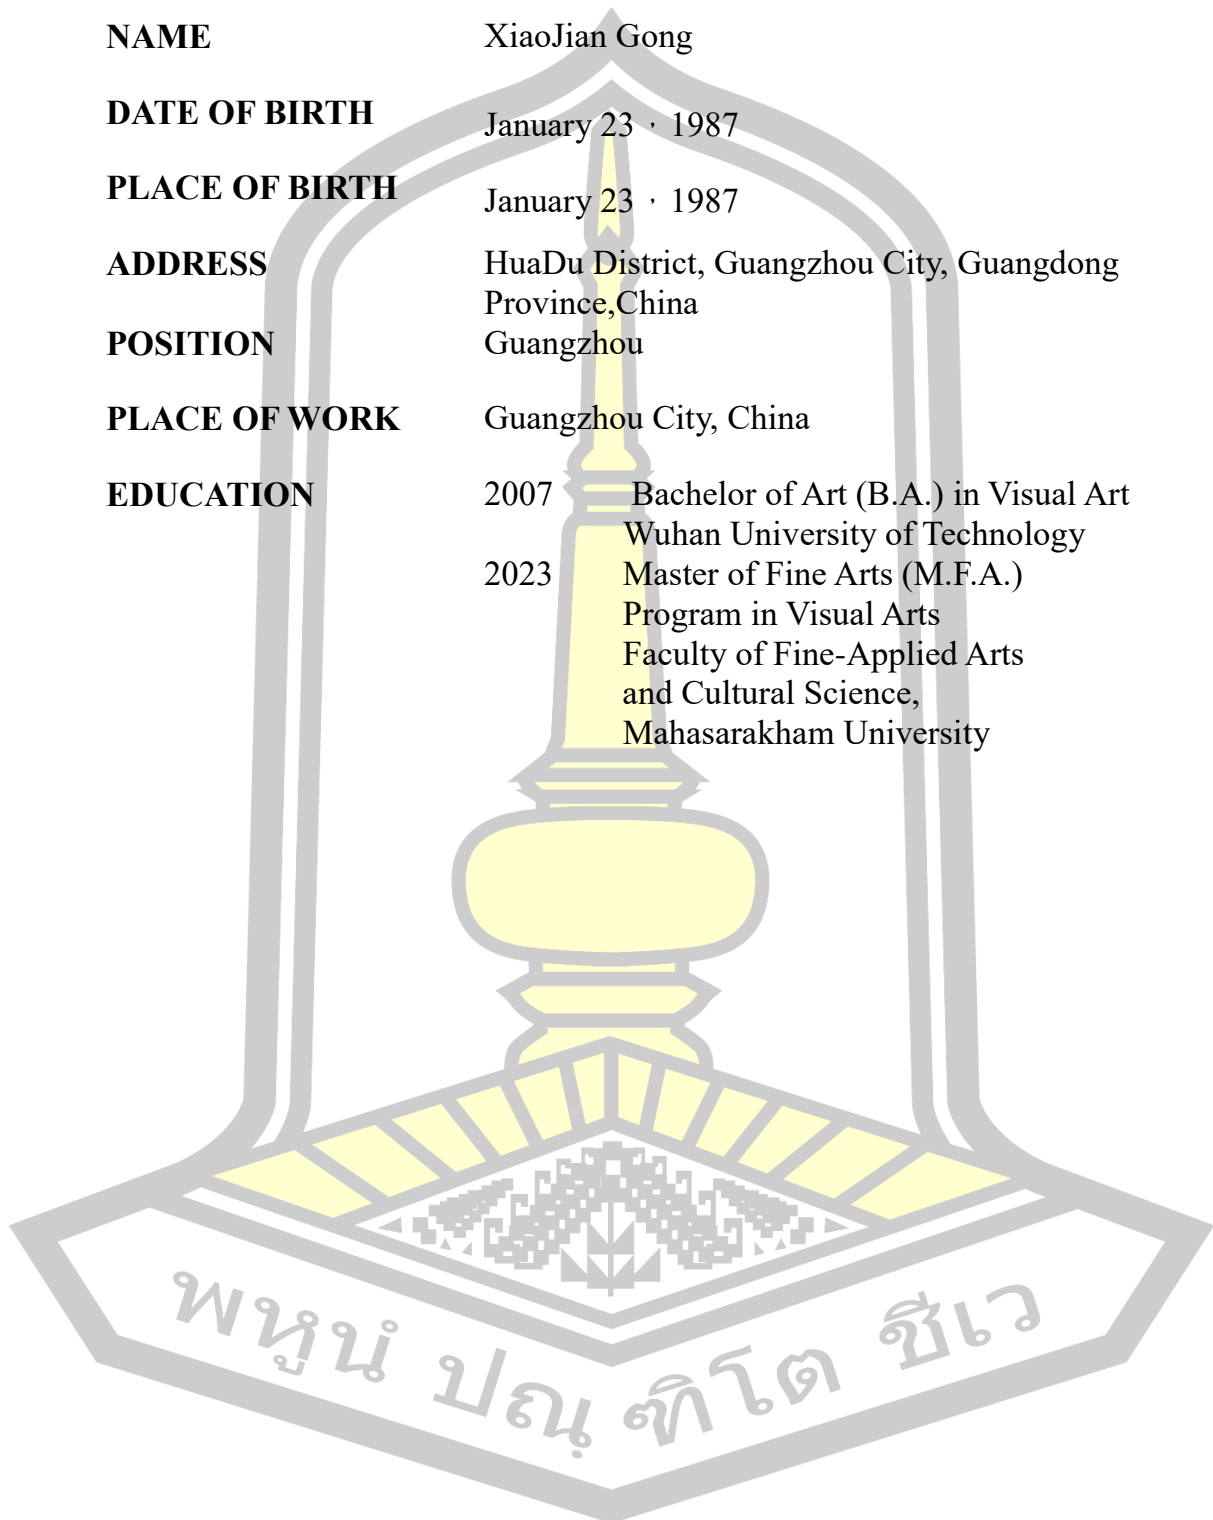 NAME XiaoJian Gong
DATE OF BIRTH January 23，1987
PLACE OF BIRTH January 23，1987
ADDRESS HuaDu District, Guangzhou City, Guangdong
Province,China
POSITION Guangzhou
PLACE OF WORK Guangzhou City, China
EDUCATION 2007 Bachelor of Art (B.A.) in Visual Art
Wuhan University of Technology
2023 Master of Fine Arts (M.F.A.)
Program in Visual Arts
Faculty of Fine-Applied Arts
and Cultural Science,
Mahasarakham University
พหูนํ ปณฺ ฑิโต ชีเว